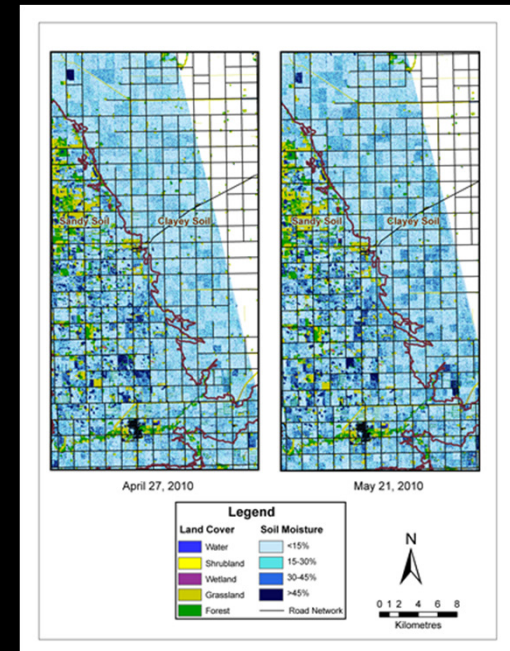 Sandy Soil
Clayey Soil
Sandy Soil
Clayey Soil
April 27, 2010
May 21, 2010
Legend
Land Cover
Soil Moisture
Water
<15%
Shrubland
15-30%
Wetland
30-45%
Grassland
>45%
Forest
Road Network
N
0 1 2 4 6 8
Kilometres